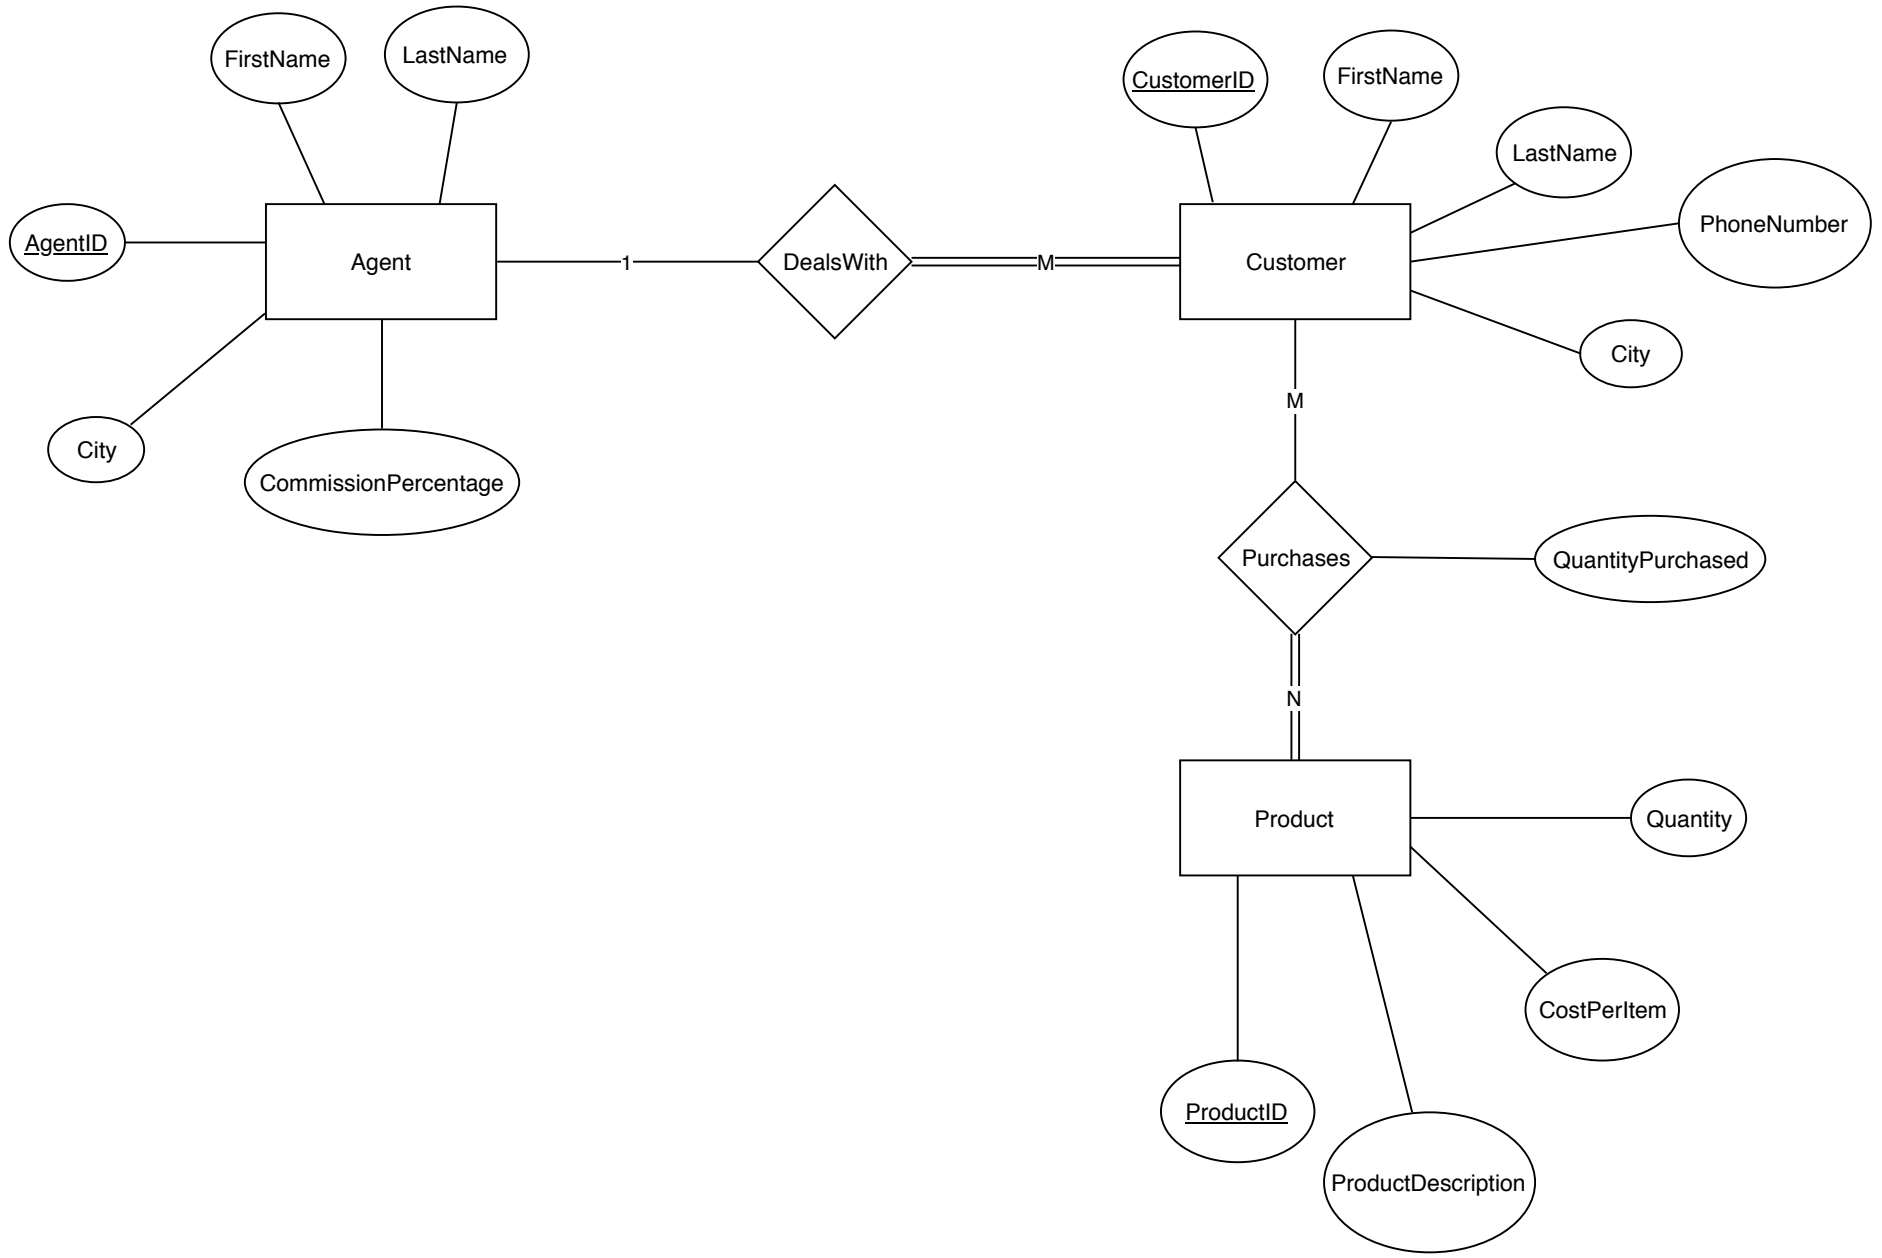 FirstName
LastName
CustomerID
FirstName
LastName
PhoneNumber
AgentID
Agent
1
DealsWith
M
Customer
City
M
City
CommissionPercentage
Purchases
QuantityPurchased
N
Product
Quantity
CostPerItem
ProductID
ProductDescription